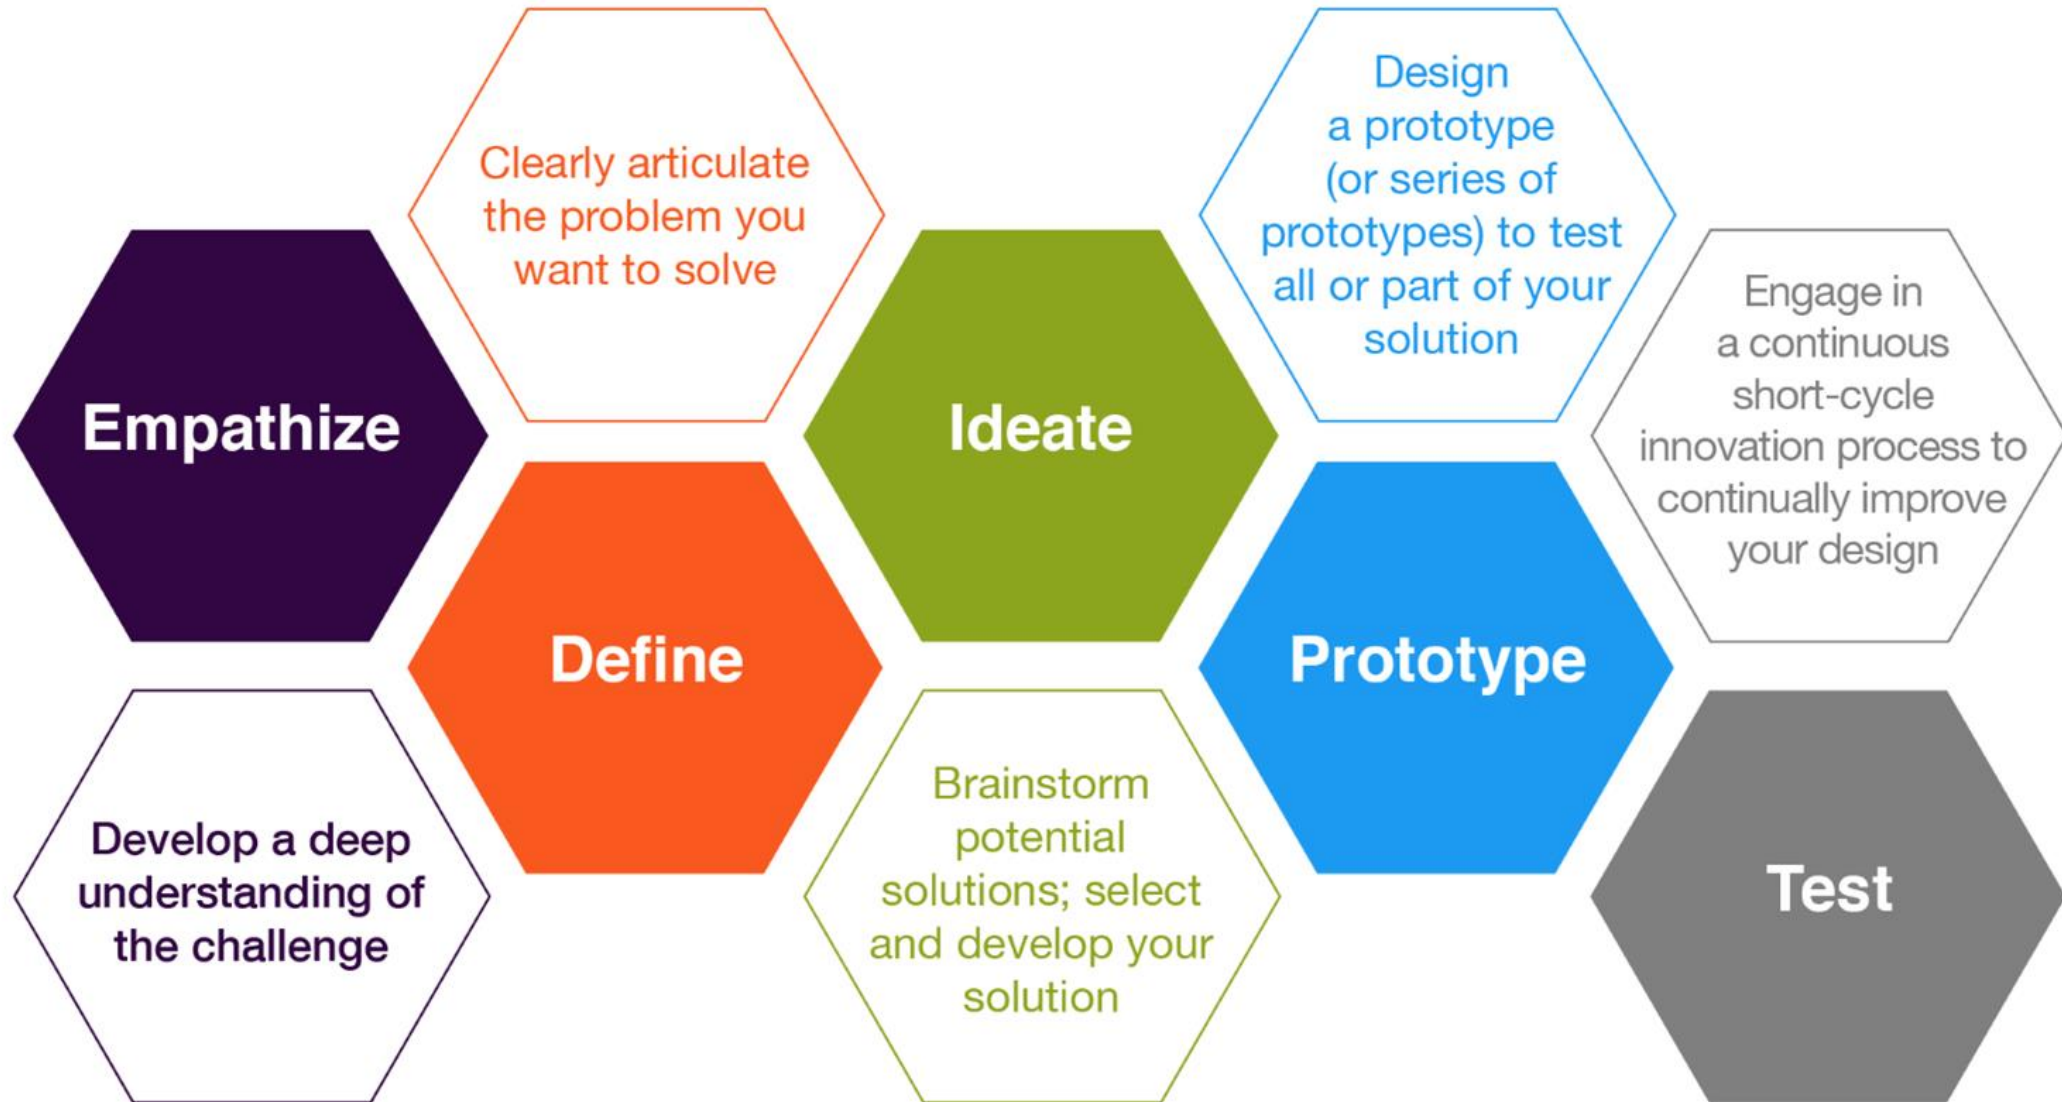 Empathize
Develop a deep
understanding of
the challenge
Clearly articulate
the problem you
want to solve
Define
Ideate
Brainstorm
potential
solutions; select
and develop your
solution
Design
a prototype
(or series of
prototypes) to test
all or part of your
solution
Prototype
Engage in
a continuous
short-cycle
innovation process to
continually improve
your design
Test